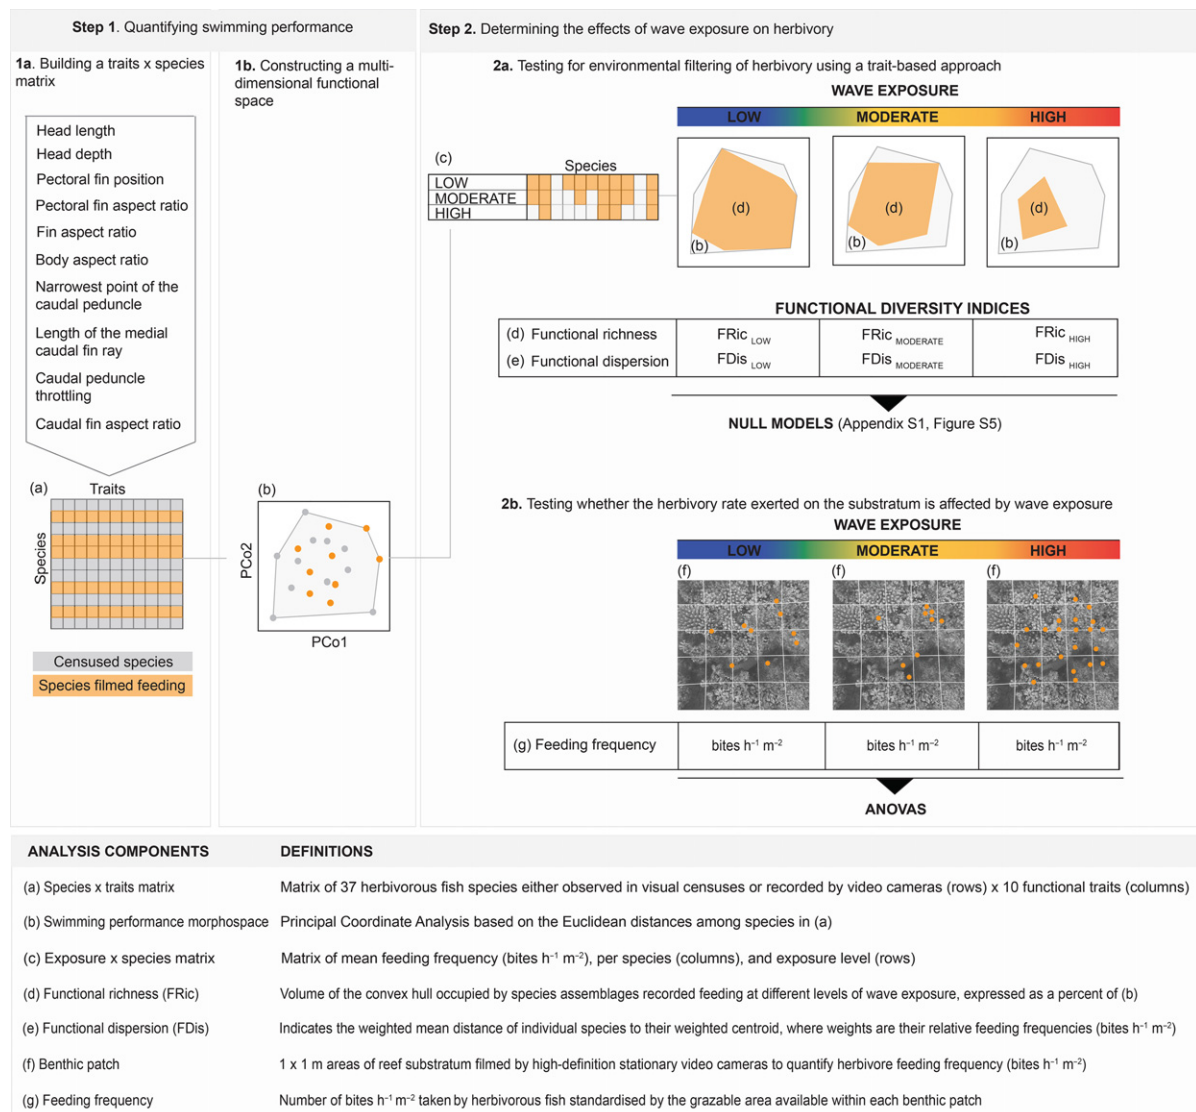 Step 1. Quantifying swimming performance
1a. Building a traits x species
matrix
Head length
Head depth
Pectoral fin position
Pectoral fin aspect ratio
Fin aspect ratio
Body aspect ratio
Narrowest point of the
caudal peduncle
Length of the medial
caudal fin ray
Caudal peduncle
throttling
Caudal fin aspect ratio
(a)
Traits
Species
Censused species
Species filmed feeding
1b. Constructing a multi-
dimensional functional
space
(b)
PCo2
PCo1
Step 2. Determining the effects of wave exposure on herbivory
2a. Testing for environmental filtering of herbivory using a trait-based approach
WAVE EXPOSURE
LOW MODERATE HIGH
(c)
Species
LOW
MODERATE
HIGH
(d) (d) (d)
(b) (b) (b)
FUNCTIONAL DIVERSITY INDICES
(d) Functional richness FRic LOW FRic MODERATE FRic HIGH
(e) Functional dispersion FDis LOW FDis MODERATE FDis HIGH
NULL MODELS (Appendix S1, Figure S5)
2b. Testing whether the herbivory rate exerted on the substratum is affected by wave exposure
WAVE EXPOSURE
LOW MODERATE HIGH
(f) (f) (f)
(g) Feeding frequency bites h⁻¹ m⁻² bites h⁻¹ m⁻² bites h⁻¹ m⁻²
ANOVAS
ANALYSIS COMPONENTS DEFINITIONS
(a) Species x traits matrix Matrix of 37 herbivorous fish species either observed in visual censuses or recorded by video cameras (rows) x 10 functional traits (columns)
(b) Swimming performance morphospace Principal Coordinate Analysis based on the Euclidean distances among species in (a)
(c) Exposure x species matrix Matrix of mean feeding frequency (bites h⁻¹ m⁻²), per species (columns), and exposure level (rows)
(d) Functional richness (FRic) Volume of the convex hull occupied by species assemblages recorded feeding at different levels of wave exposure, expressed as a percent of (b)
(e) Functional dispersion (FDis) Indicates the weighted mean distance of individual species to their weighted centroid, where weights are their relative feeding frequencies (bites h⁻¹ m⁻²)
(f) Benthic patch 1 x 1 m areas of reef substratum filmed by high-definition stationary video cameras to quantify herbivore feeding frequency (bites h⁻¹ m⁻²)
(g) Feeding frequency Number of bites h⁻¹ m⁻² taken by herbivorous fish standardised by the grazable area available within each benthic patch